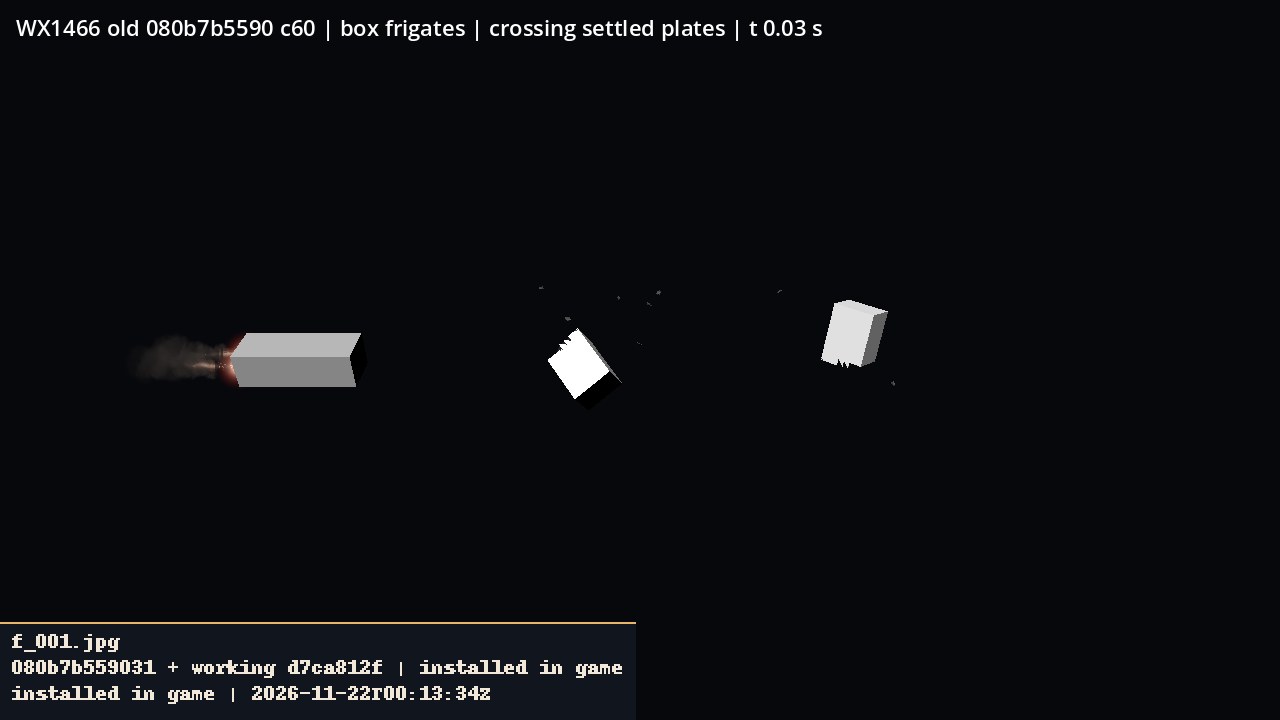 WX1466 old 080b7b5590 c60 | box frigates | crossing settled plates | t 0.03 s
f_001.jpg
080b7b559031 + working d7ca812f | installed in game
installed in game | 2026-11-22T00:13:34Z